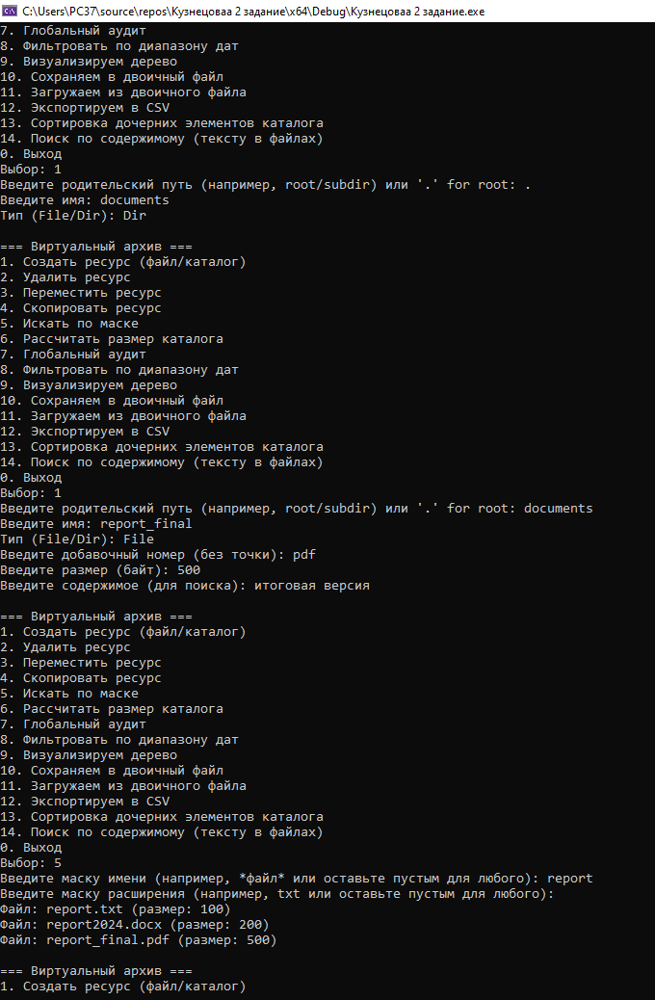 C:\Users\PC37\source\repos\Кузнецоваа 2 задание\x64\Debug\Кузнецоваа 2 задание.exe
7. Глобальный аудит
8. Фильтровать по диапазону дат
9. Визуализируем дерево
10. Сохраняем в двоичный файл
11. Загружаем из двоичного файла
12. Экспортируем в CSV
13. Сортировка дочерних элементов каталога
14. Поиск по содержимому (тексту в файлах)
0. Выход
Выбор: 1
Введите родительский путь (например, root/subdir) или '.' for root: .
Введите имя: documents
Тип (File/Dir): Dir
=== Виртуальный архив ===
1. Создать ресурс (файл/каталог)
2. Удалить ресурс
3. Переместить ресурс
4. Скопировать ресурс
5. Искать по маске
6. Рассчитать размер каталога
7. Глобальный аудит
8. Фильтровать по диапазону дат
9. Визуализируем дерево
10. Сохраняем в двоичный файл
11. Загружаем из двоичного файла
12. Экспортируем в CSV
13. Сортировка дочерних элементов каталога
14. Поиск по содержимому (тексту в файлах)
0. Выход
Выбор: 1
Введите родительский путь (например, root/subdir) или '.' for root: documents
Введите имя: report_final
Тип (File/Dir): File
Введите добавочный номер (без точки): pdf
Введите размер (байт): 500
Введите содержимое (для поиска): итоговая версия
=== Виртуальный архив ===
1. Создать ресурс (файл/каталог)
2. Удалить ресурс
3. Переместить ресурс
4. Скопировать ресурс
5. Искать по маске
6. Рассчитать размер каталога
7. Глобальный аудит
8. Фильтровать по диапазону дат
9. Визуализируем дерево
10. Сохраняем в двоичный файл
11. Загружаем из двоичного файла
12. Экспортируем в CSV
13. Сортировка дочерних элементов каталога
14. Поиск по содержимому (тексту в файлах)
0. Выход
Выбор: 5
Введите маску имени (например, *файл* или оставьте пустым для любого): report
Введите маску расширения (например, txt или оставьте пустым для любого):
Файл: report.txt (размер: 100)
Файл: report2024.docx (размер: 200)
Файл: report_final.pdf (размер: 500)
=== Виртуальный архив ===
1. Создать ресурс (файл/каталог)